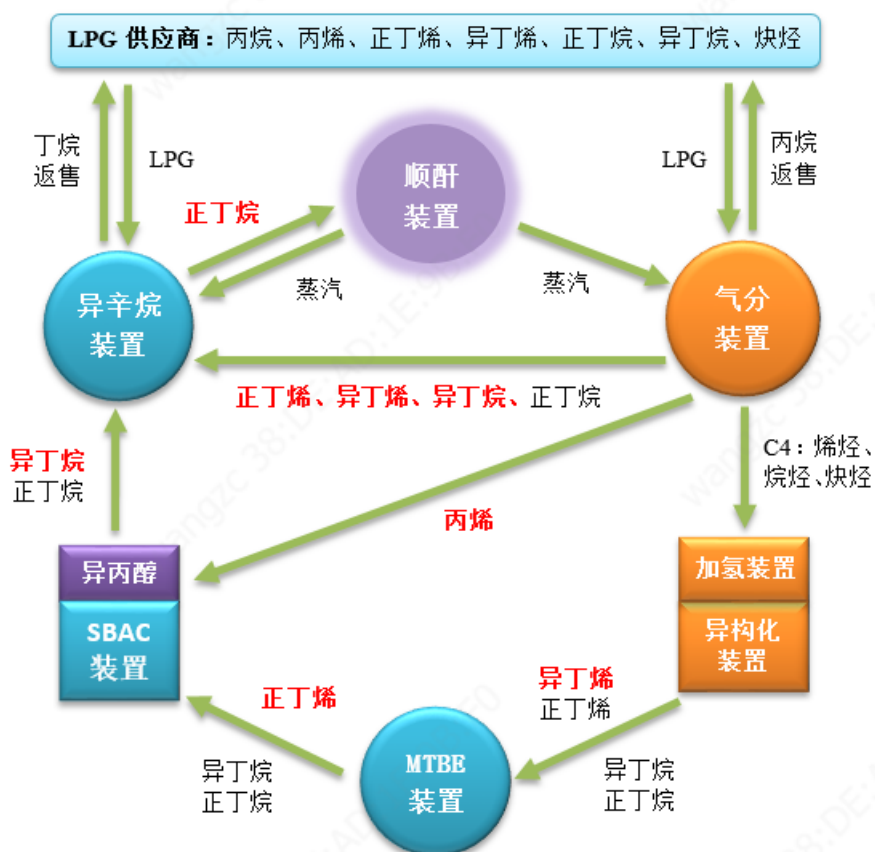 LPG 供应商：丙烷、丙烯、正丁烯、异丁烯、正丁烷、异丁烷、炔烃
丁烷
返售
LPG
顺酐
装置
LPG
丙烷
返售
正丁烷
蒸汽
蒸汽
异辛烷
装置
气分
装置
正丁烯、异丁烯、异丁烷、正丁烷
异丁烷
正丁烷
C4：烯烃、
烷烃、炔烃
丙烯
异丙醇
SBAC
装置
加氢装置
异构化
装置
正丁烯
异丁烯
正丁烯
异丁烷
正丁烷
MTBE
装置
异丁烷
正丁烷